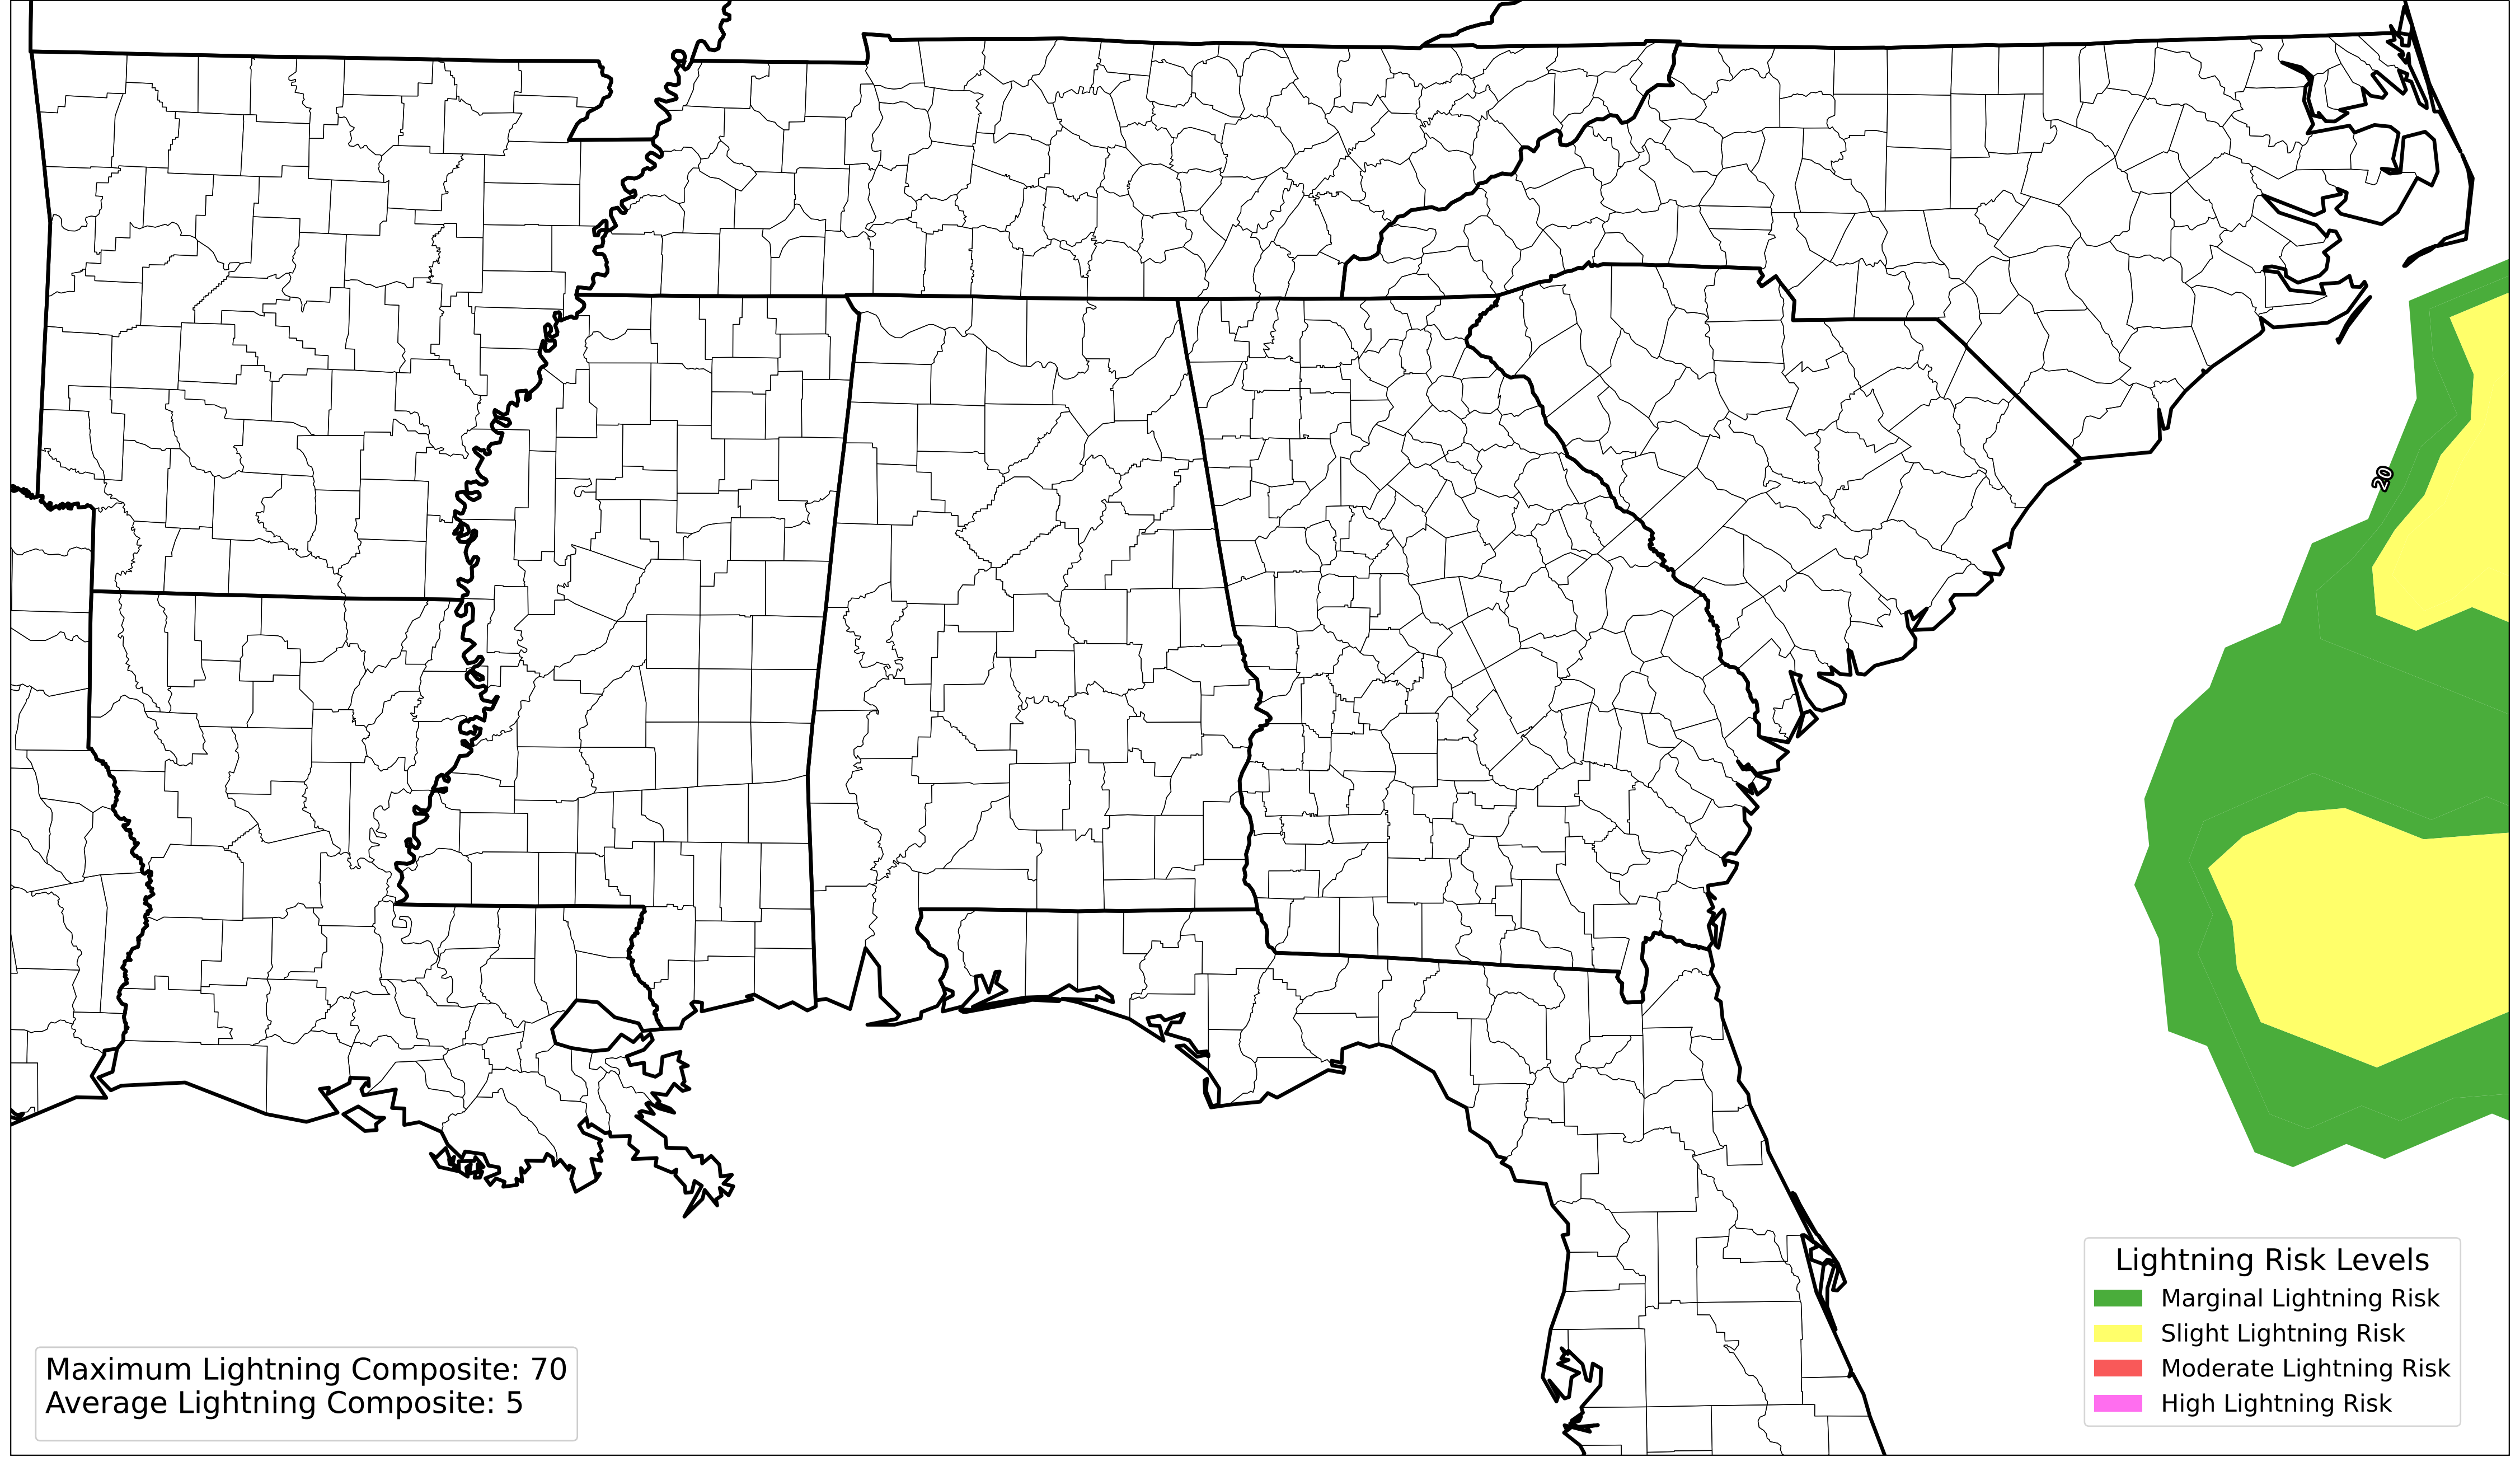 20
Lightning Risk Levels
Marginal Lightning Risk
Slight Lightning Risk
Moderate Lightning Risk
High Lightning Risk
Maximum Lightning Composite: 70
Average Lightning Composite: 5